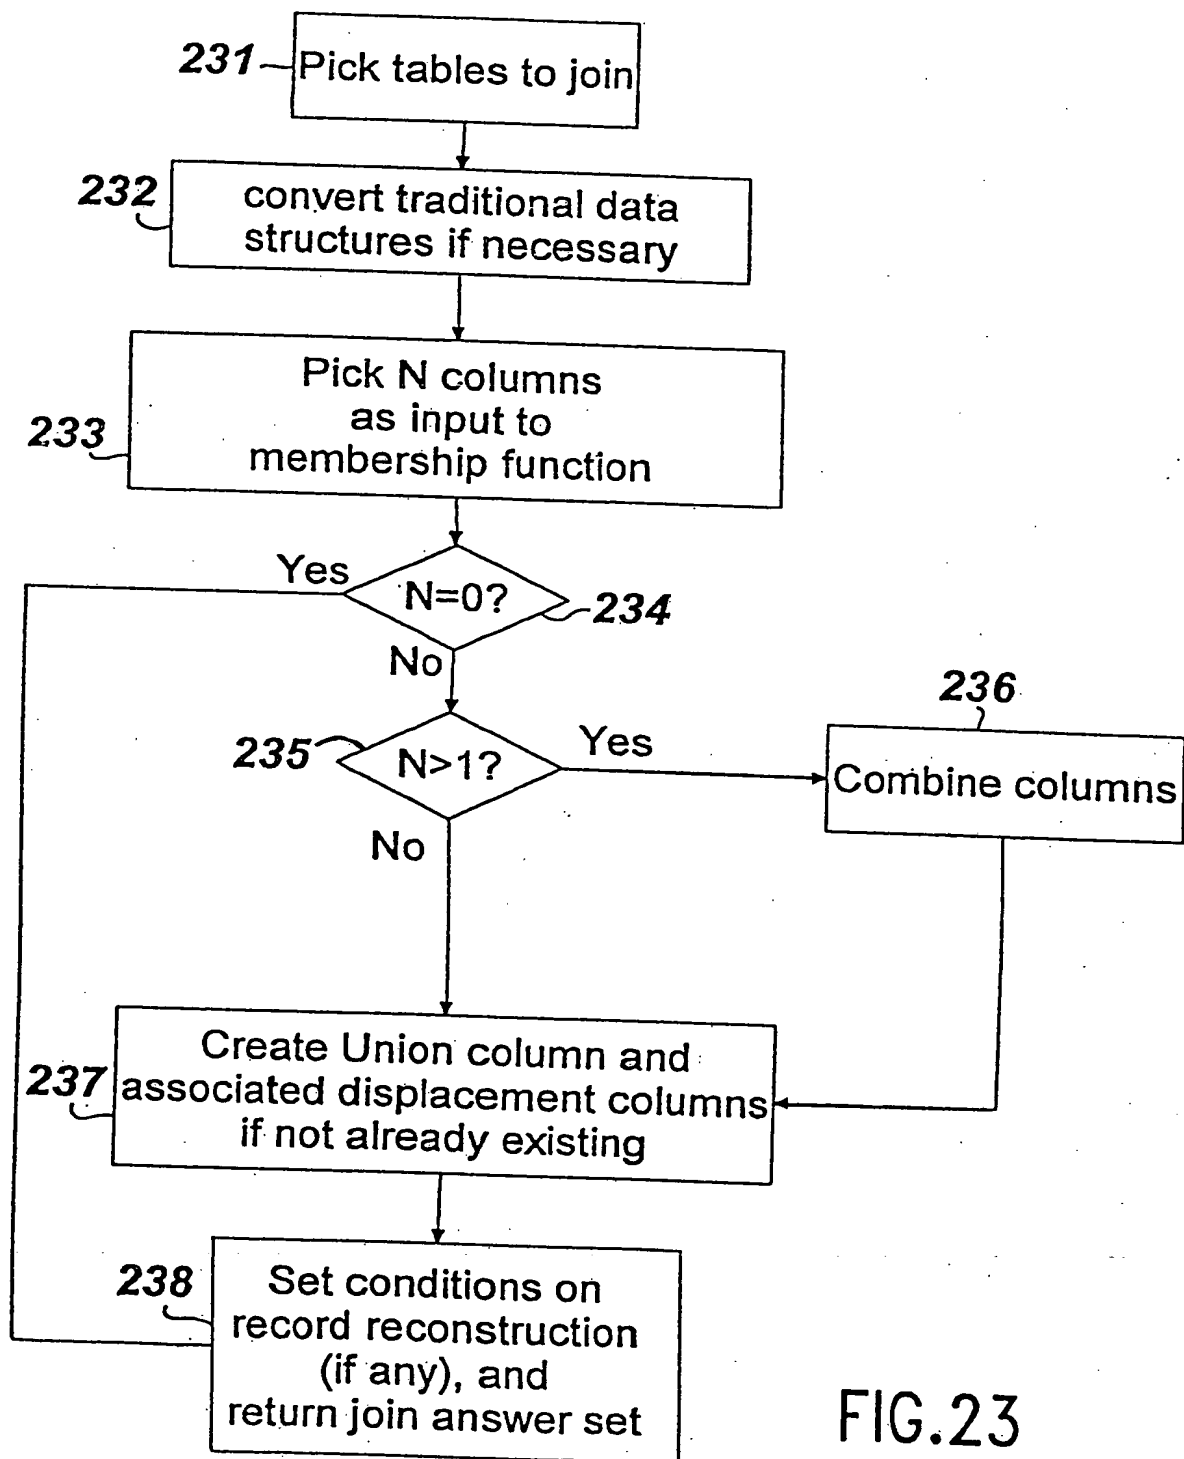 231
Pick tables to join
232
convert traditional data
structures if necessary
Pick N columns
as input to
membership function
233
Yes
N=0?
234
No
236
235
N>1?
Yes
Combine columns
No
Create Union column and
associated displacement columns
if not already existing
237
238
Set conditions on
record reconstruction
(if any), and
return join answer set
FIG.23